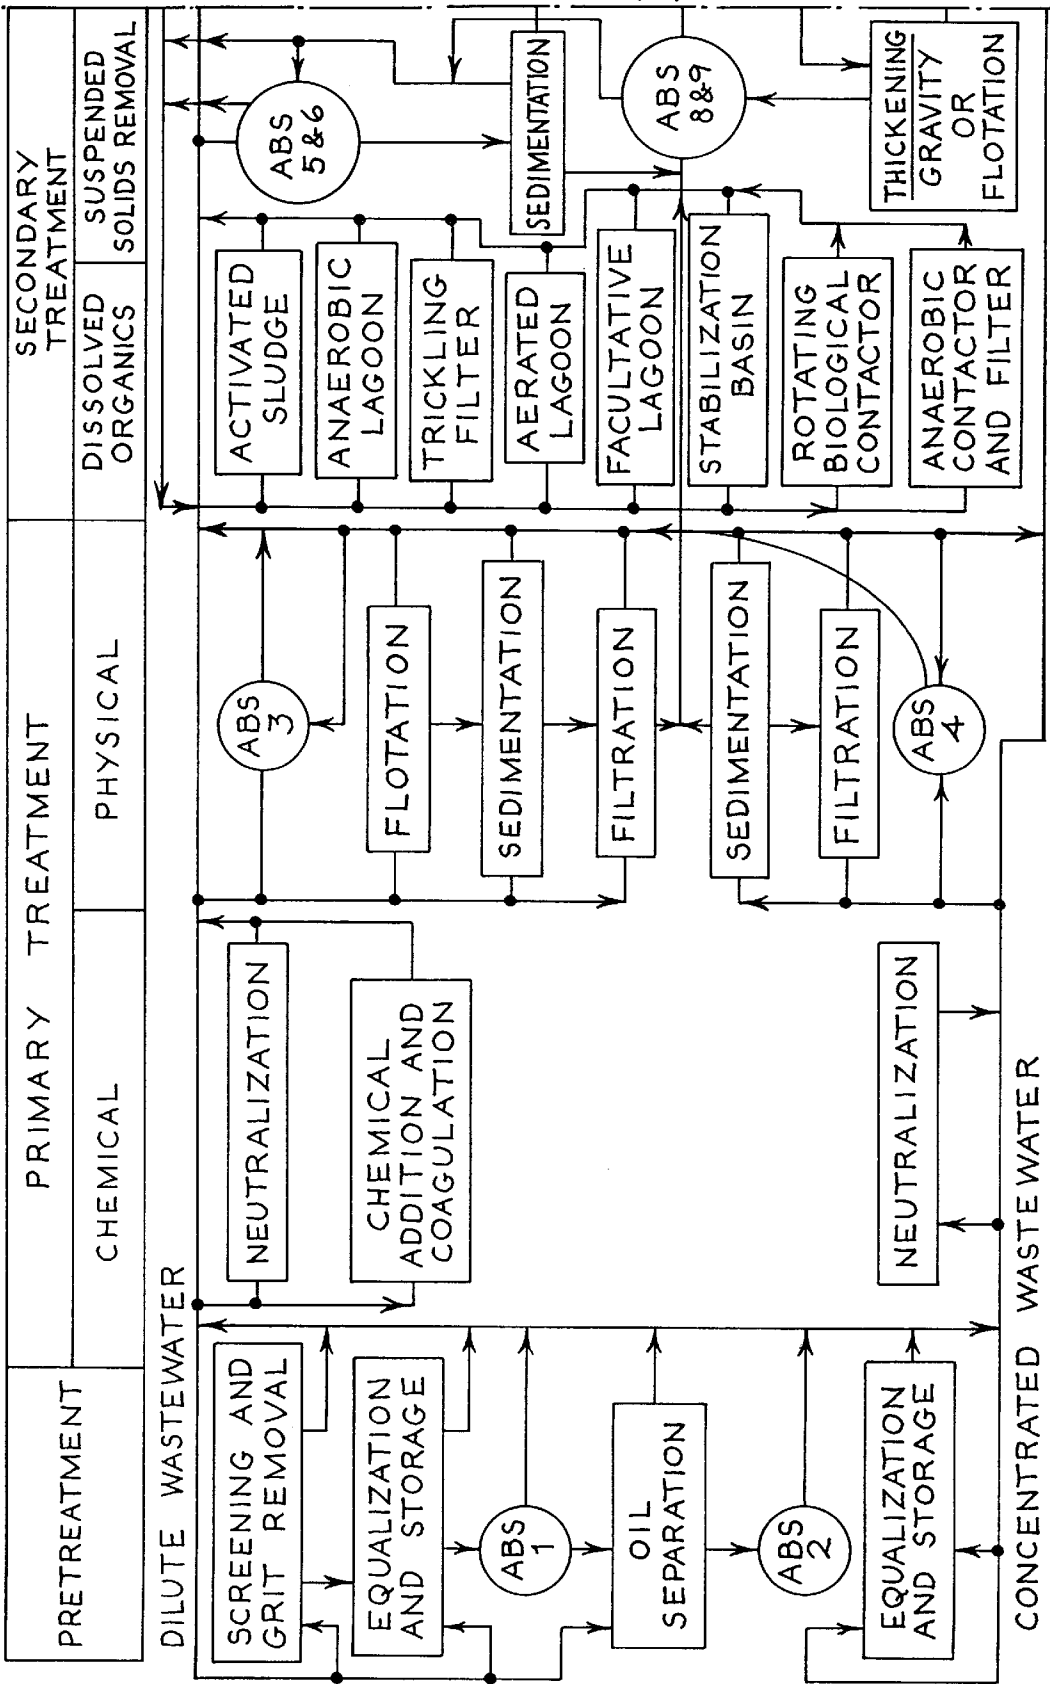 PRETREATMENT
PRIMARY TREATMENT
CHEMICAL
PHYSICAL
SECONDARY
TREATMENT
DISSOLVED
ORGANICS
SUSPENDED
SOLIDS REMOVAL
DILUTE WASTEWATER
SCREENING AND
GRIT REMOVAL
EQUALIZATION
AND STORAGE
ABS
1
OIL
SEPARATION
ABS
2
EQUALIZATION
AND STORAGE
NEUTRALIZATION
CHEMICAL
ADDITION AND
COAGULATION
NEUTRALIZATION
ABS
3
FLOTATION
SEDIMENTATION
FILTRATION
SEDIMENTATION
FILTRATION
ABS
4
ACTIVATED
SLUDGE
ANAEROBIC
LAGOON
TRICKLING
FILTER
AERATED
LAGOON
FACULTATIVE
LAGOON
STABILIZATION
BASIN
ROTATING
BIOLOGICAL
CONTACTOR
ANAEROBIC
CONTACTOR
AND FILTER
ABS
5&6
SEDIMENTATION
ABS
8&9
THICKENING
GRAVITY
OR
FLOTATION
CONCENTRATED WASTEWATER